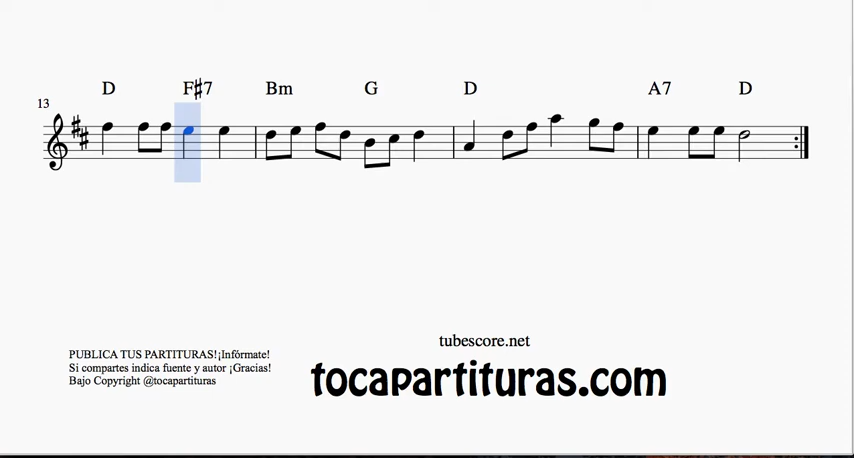 D F♯7 Bm G D A7 D
13
tubescore.net
PUBLICA TUS PARTITURAS!¡Infórmate!
Si compartes indica fuente y autor ¡Gracias!
Bajo Copyright @tocapartituras
tocapartituras.com